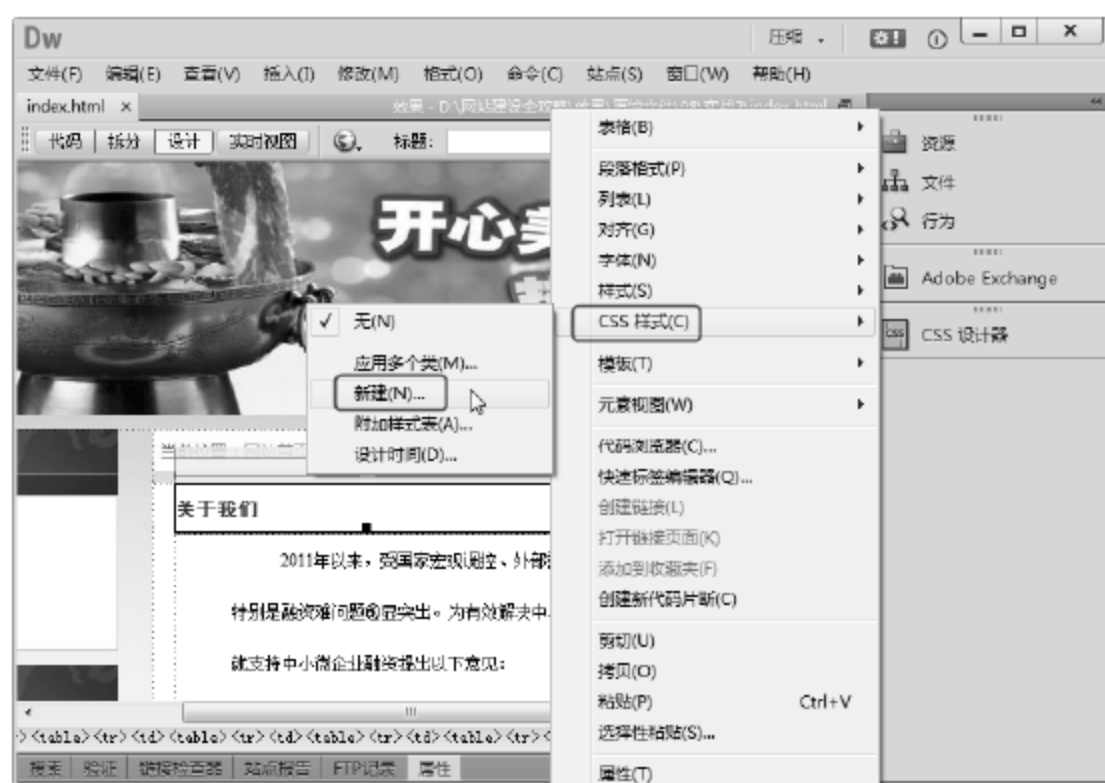 Dw
压缩
文件(F) 编辑(E) 查看(V) 插入(I) 修改(M) 格式(O) 命令(C) 站点(S) 窗口(W) 帮助(H)
index.html ×
代码 拆分 设计 实时视图 标题:
开心美
表格(B)
段落格式(P)
列表(L)
对齐(G)
字体(N)
样式(S)
CSS 样式(C)
模板(T)
元素视图(W)
代码浏览器(C)...
快速标签编辑器(Q)...
创建链接(L)
打开链接页面(K)
添加到收藏夹(F)
创建新代码片断(C)
剪切(U)
拷贝(O)
粘贴(P) Ctrl+V
选择性粘贴(S)...
属性(T)
✓ 无(N)
应用多个类(M)...
新建(N)...
附加样式表(A)...
设计时间(D)...
资源
文件
行为
Adobe Exchange
CSS 设计器
关于我们
2011年以来，受国家宏观调控、外部
特别是融资难问题愈显突出。为有效解决中
就支持中小微企业融资提出以下意见：
<table> <tr> <td> <table> <tr> <td> <table> <tr> <td> <table> <tr> <
搜索 验证 链接检查器 站点报告 FTP记录 属性